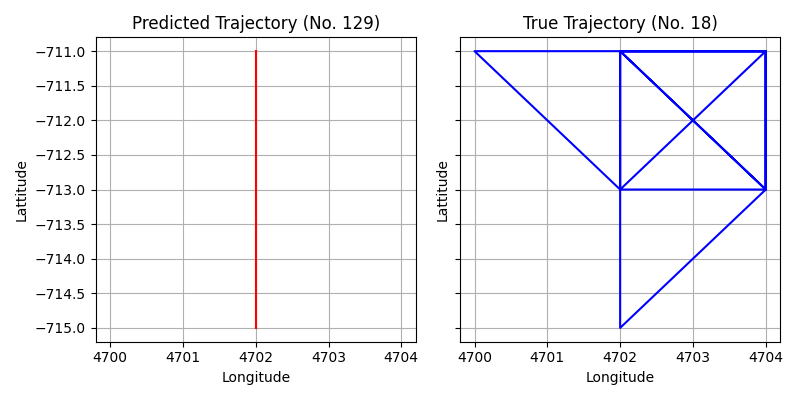 Predicted Trajectory (No. 129)
True Trajectory (No. 18)
−711.0
−711.5
−712.0
−712.5
−713.0
−713.5
−714.0
−714.5
−715.0
Lattitude
Lattitude
4700 4701 4702 4703 4704
4700 4701 4702 4703 4704
Longitude
Longitude